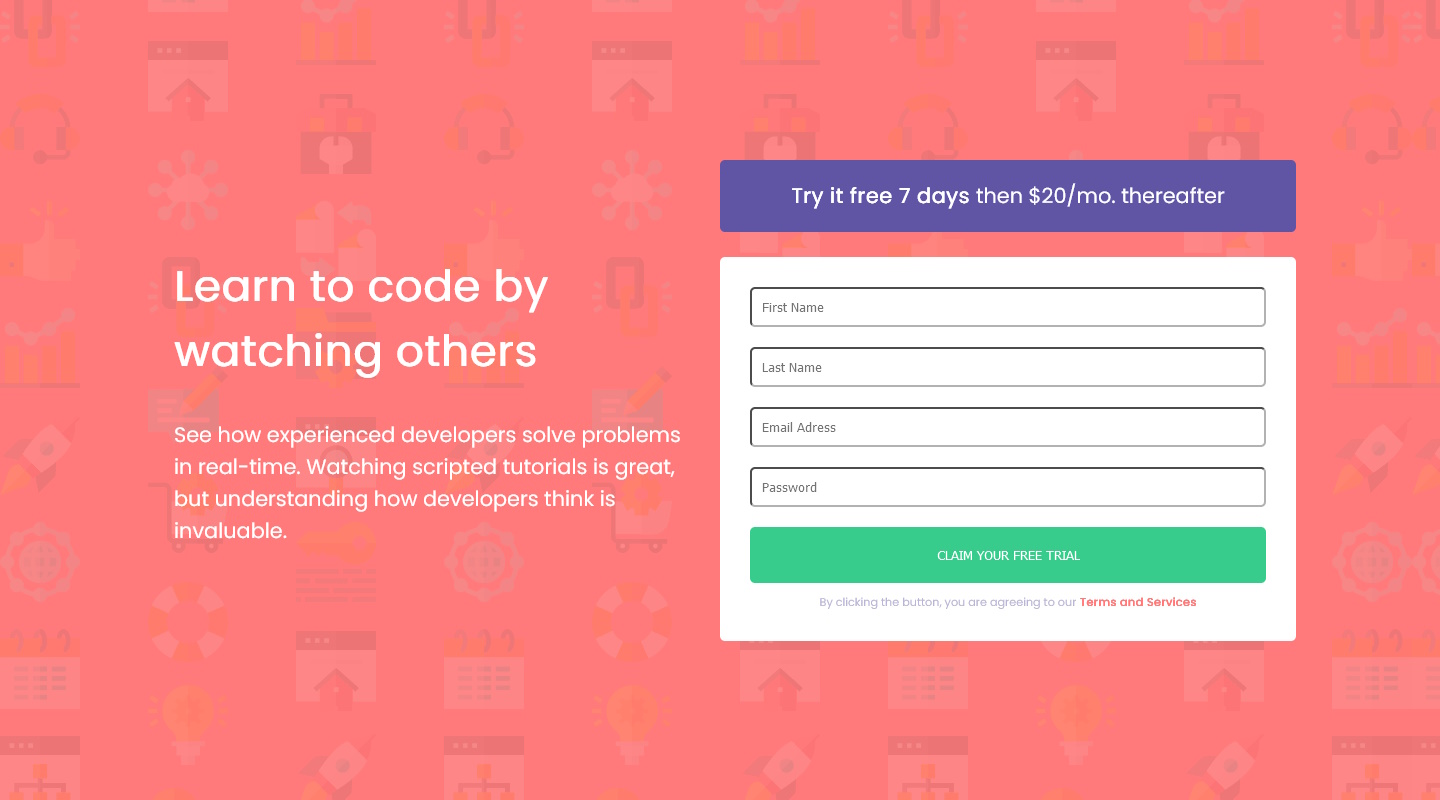 Learn to code by
watching others
See how experienced developers solve problems
in real-time. Watching scripted tutorials is great,
but understanding how developers think is
invaluable.
Try it free 7 days then $20/mo. thereafter
First Name
Last Name
Email Adress
Password
CLAIM YOUR FREE TRIAL
By clicking the button, you are agreeing to our Terms and Services